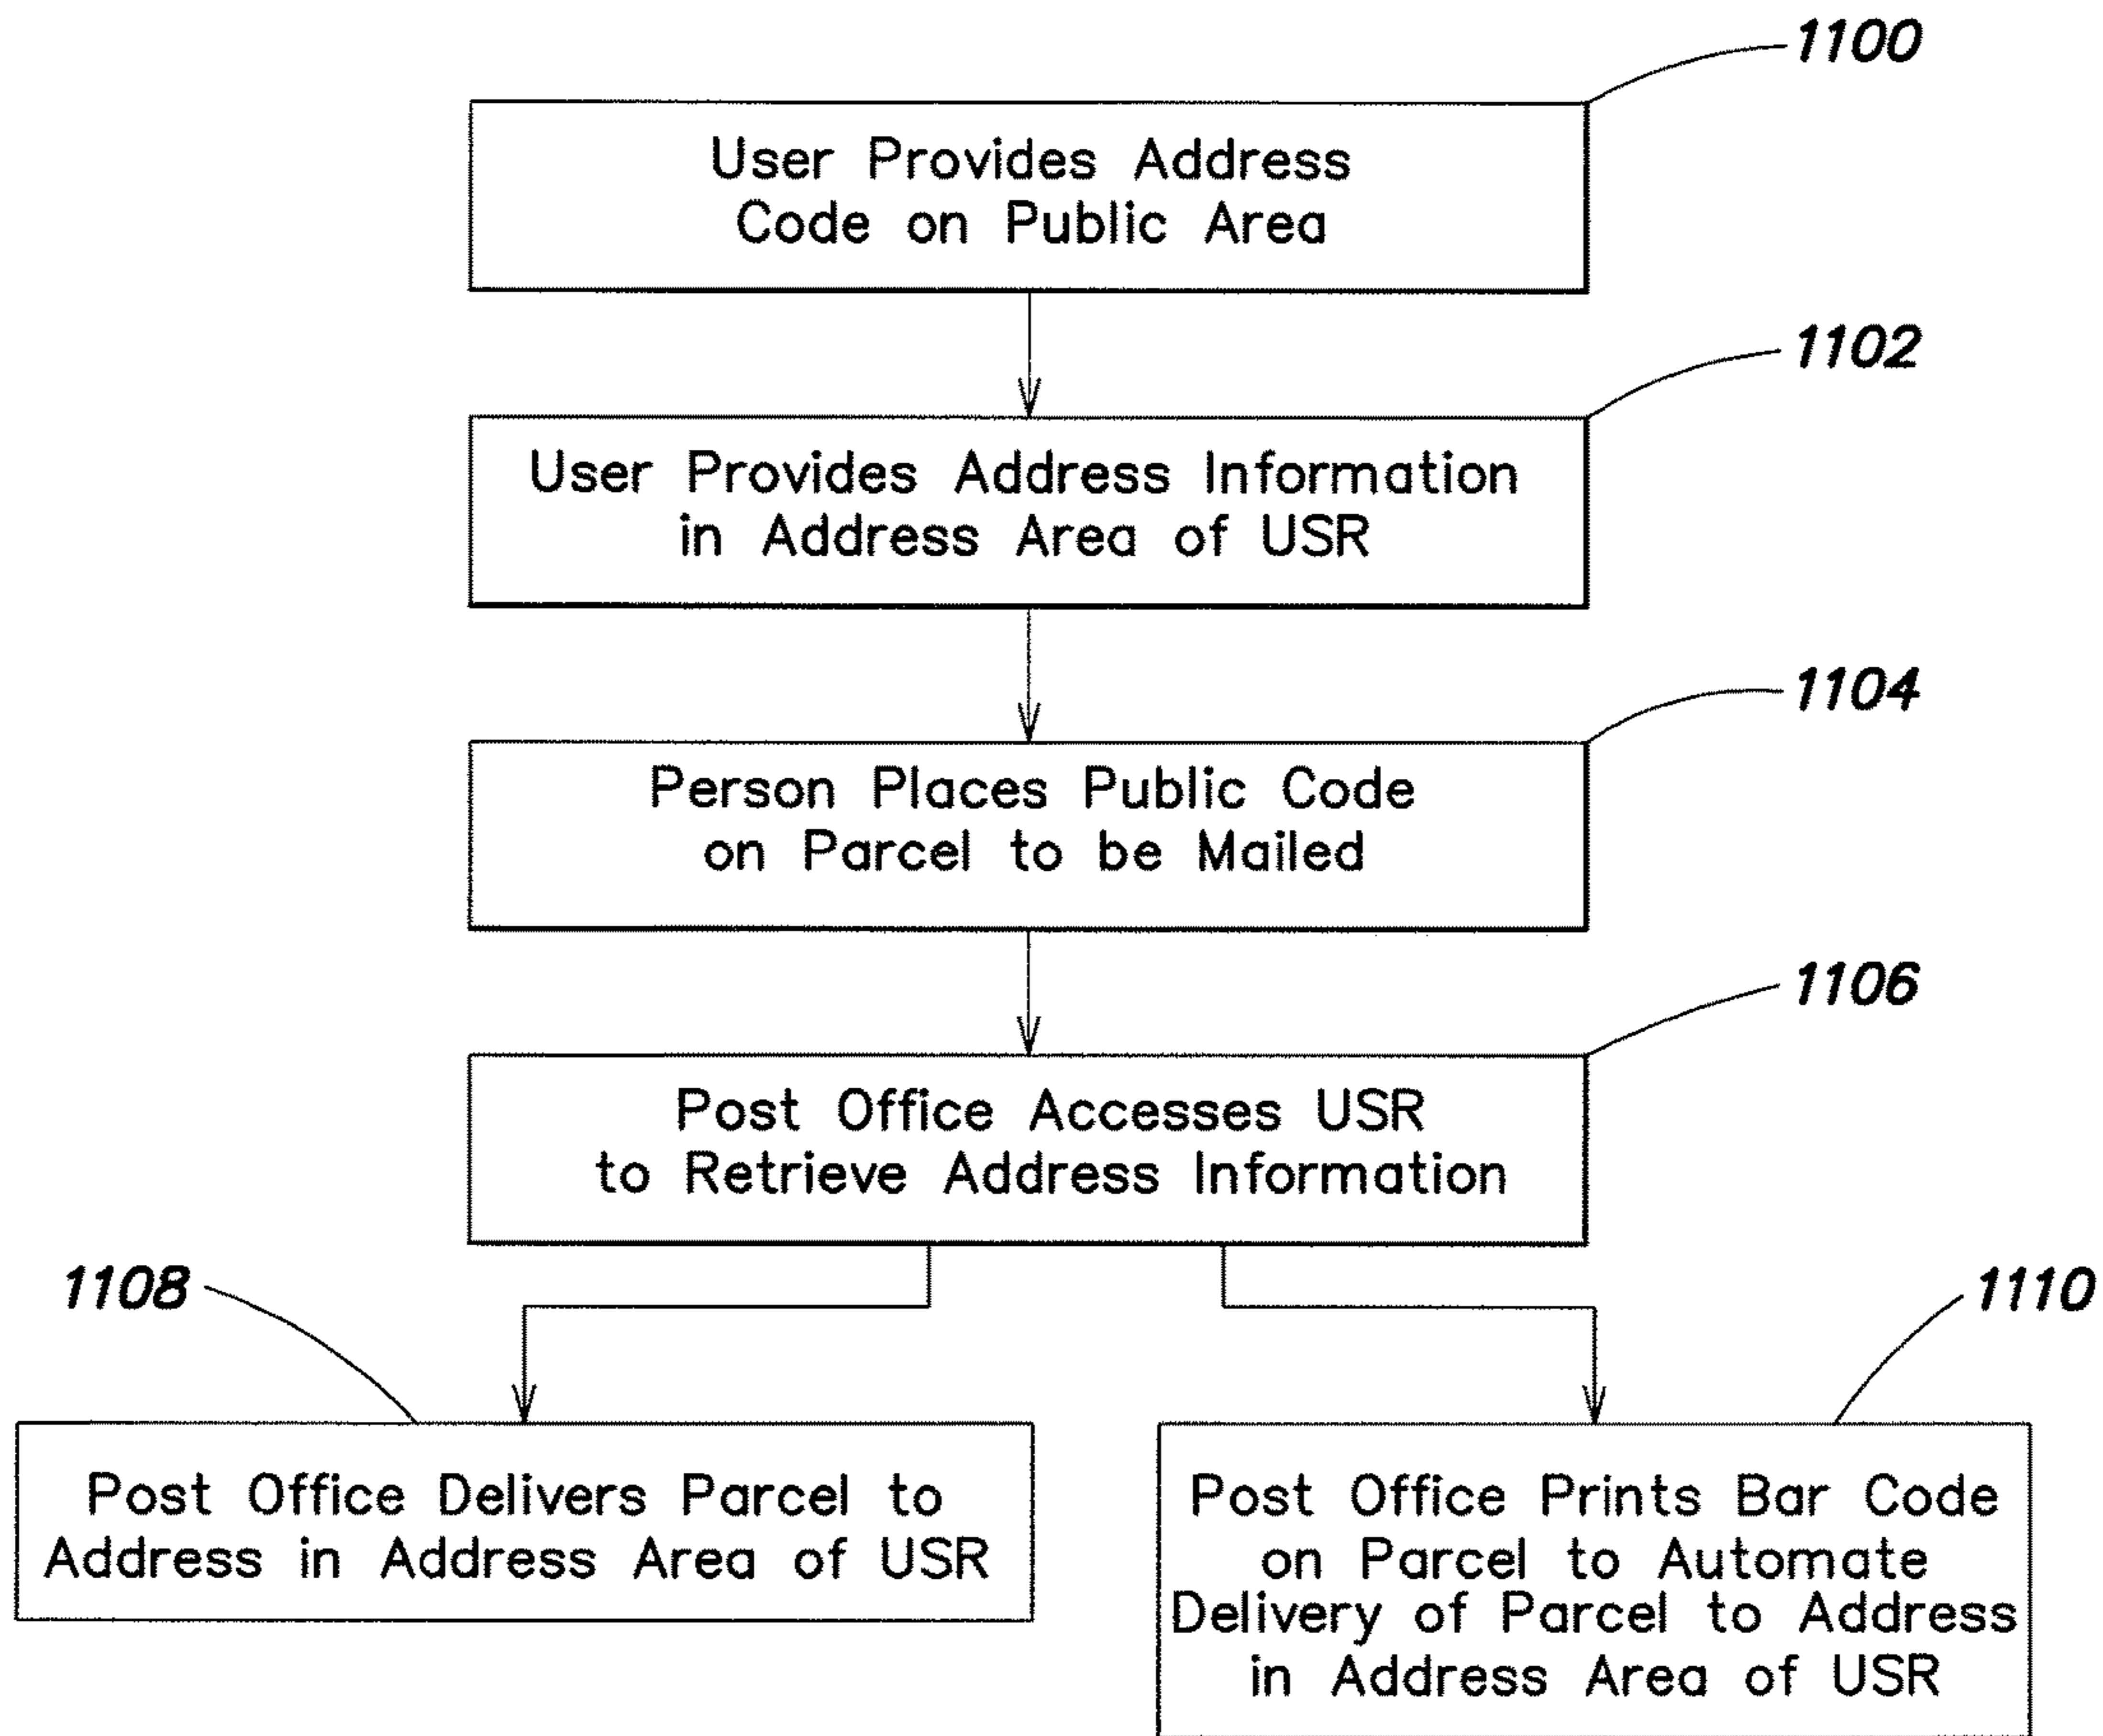 1100
User Provides Address
Code on Public Area
1102
User Provides Address Information
in Address Area of USR
1104
Person Places Public Code
on Parcel to be Mailed
1106
Post Office Accesses USR
to Retrieve Address Information
1108
Post Office Delivers Parcel to
Address in Address Area of USR
1110
Post Office Prints Bar Code
on Parcel to Automate
Delivery of Parcel to Address
in Address Area of USR